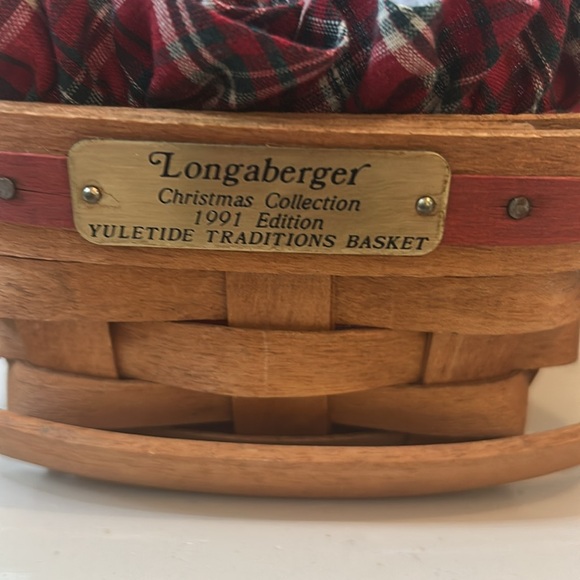 Longaberger
Christmas Collection
1991 Edition
YULETIDE TRADITIONS BASKET